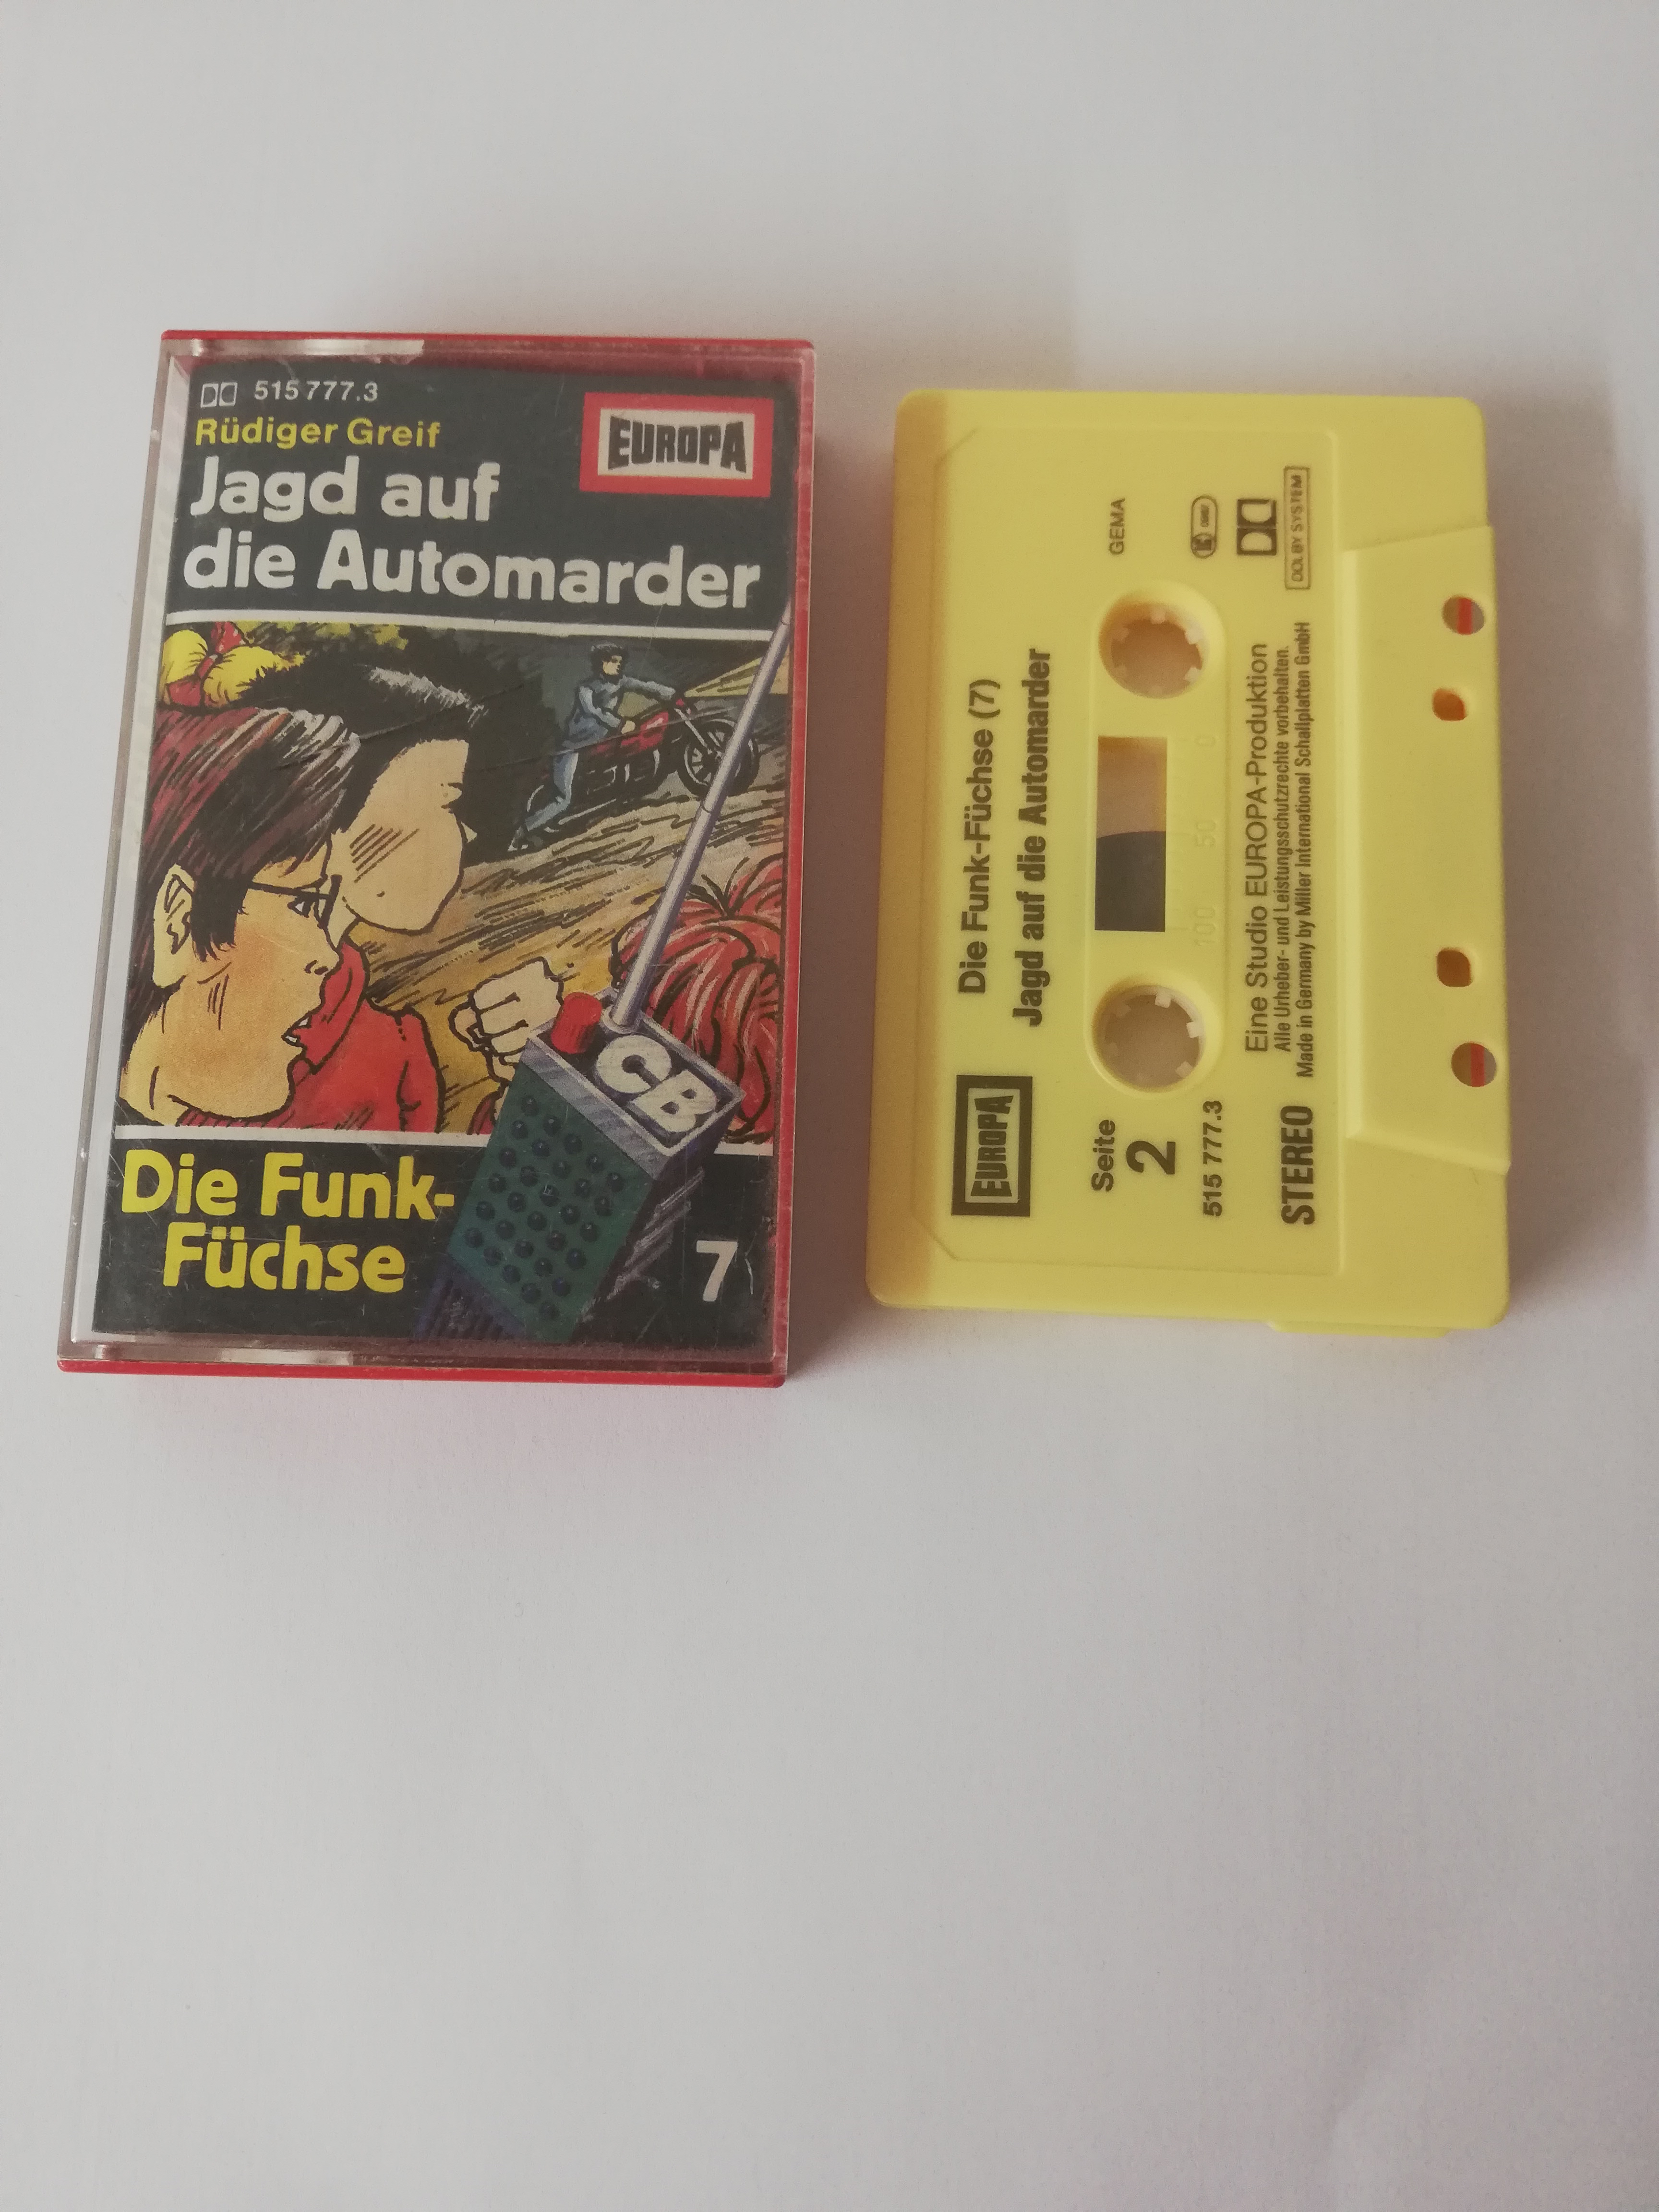 515 777.3
EUROPA
Rüdiger Greif
Jagd auf
die Automarder
CB
Die Funk-
Füchse
7
EUROPA
Die Funk-Füchse (7)
Jagd auf die Automarder
Seite
2
GEMA
515 777.3
100 50 0
Eine Studio EUROPA-Produktion
Alle Urheber- und Leistungsschutzrechte vorbehalten.
STEREO
Made in Germany by Miller International Schallplatten GmbH
DOLBY SYSTEM